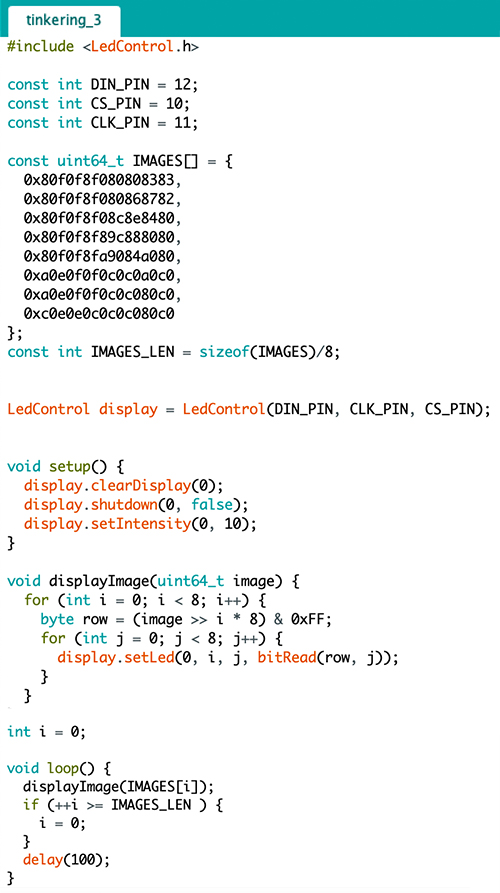 tinkering_3
#include <LedControl.h>
const int DIN_PIN = 12;
const int CS_PIN = 10;
const int CLK_PIN = 11;
const uint64_t IMAGES[] = {
0x80f0f8f080808383,
0x80f0f8f080868782,
0x80f0f8f08c8e8480,
0x80f0f8f89c888080,
0x80f0f8fa9084a080,
0xa0e0f0f0c0c0a0c0,
0xa0e0f0f0c0c080c0,
0xc0e0e0c0c0c080c0
};
const int IMAGES_LEN = sizeof(IMAGES)/8;
LedControl display = LedControl(DIN_PIN, CLK_PIN, CS_PIN);
void setup() {
display.clearDisplay(0);
display.shutdown(0, false);
display.setIntensity(0, 10);
}
void displayImage(uint64_t image) {
for (int i = 0; i < 8; i++) {
byte row = (image >> i * 8) & 0xFF;
for (int j = 0; j < 8; j++) {
display.setLed(0, i, j, bitRead(row, j));
}
}
int i = 0;
void loop() {
displayImage(IMAGES[i]);
if (++i >= IMAGES_LEN ) {
i = 0;
}
delay(100);
}